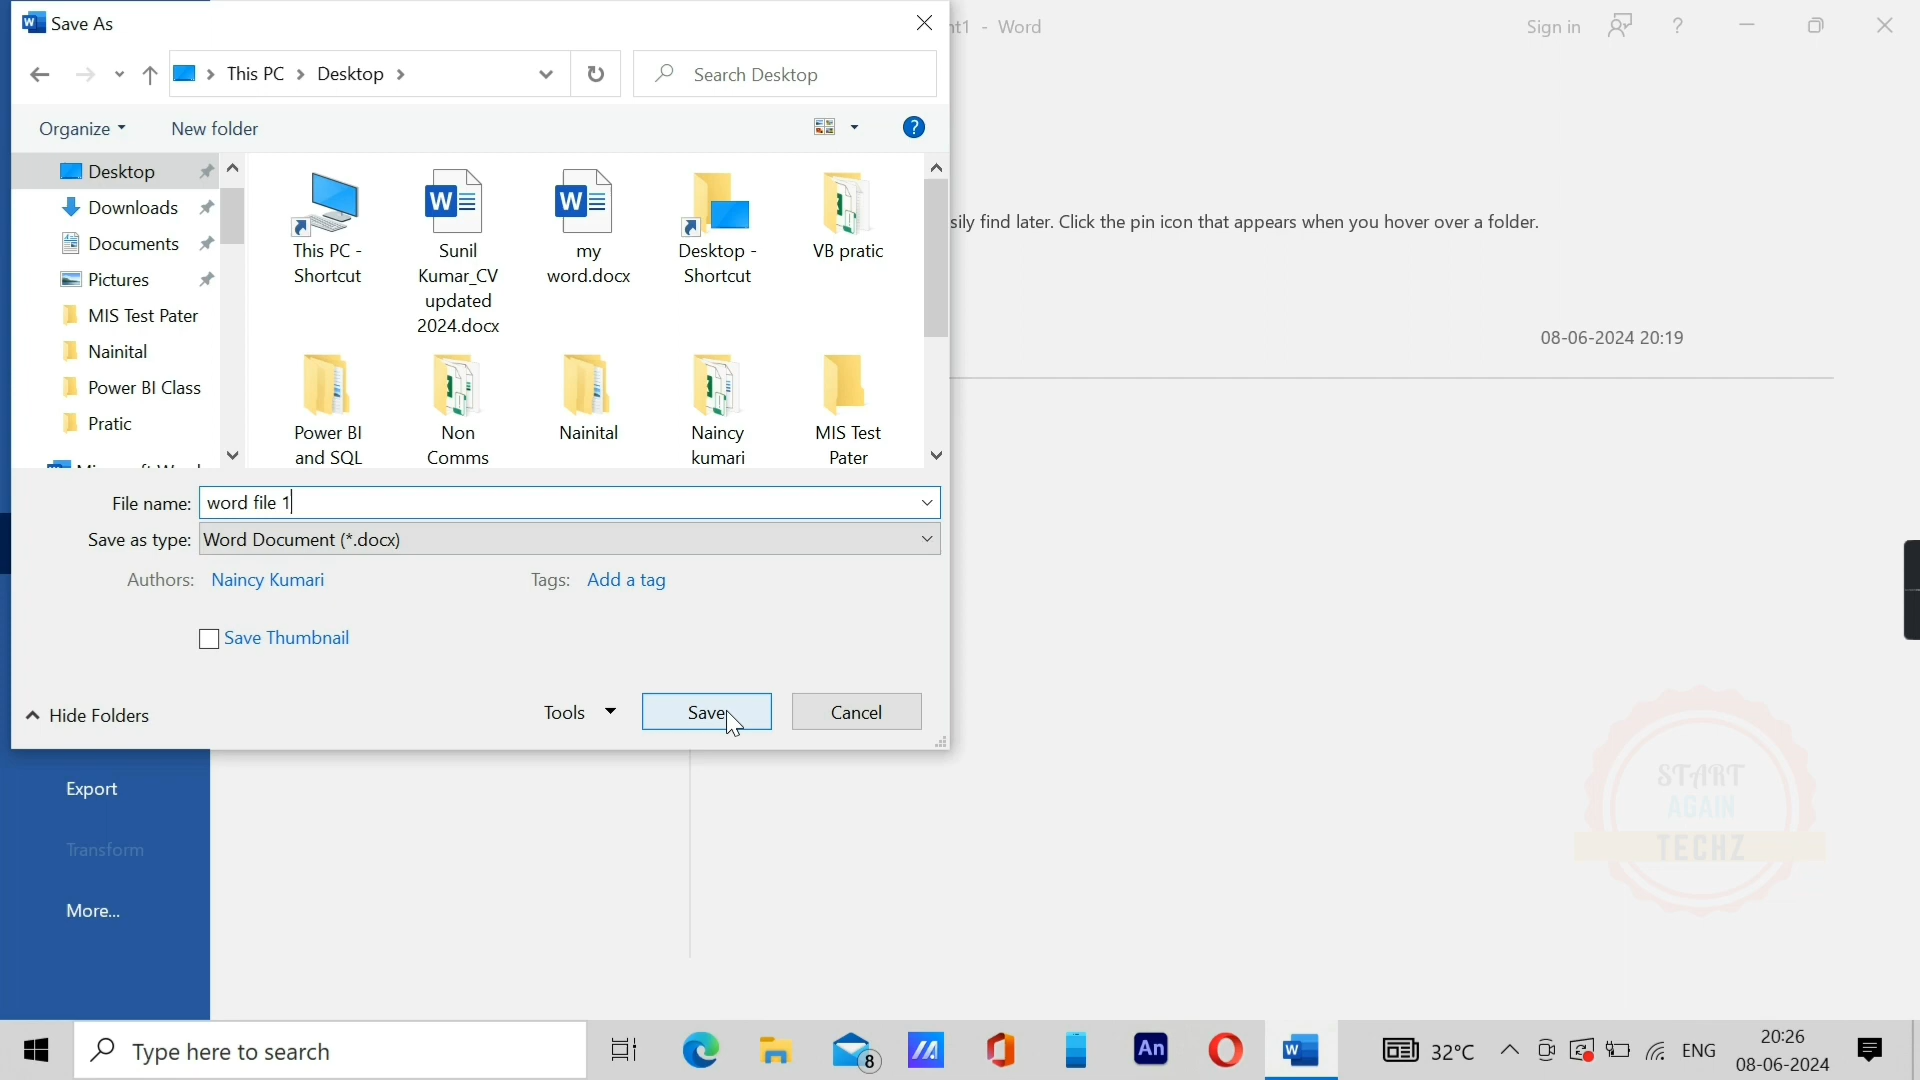 Save As
nt1 - Word
Sign in
?
This PC > Desktop >
Search Desktop
Organize
New folder
?
Desktop
Downloads
Documents
Pictures
MIS Test Pater
Nainital
Power BI Class
Pratic
This PC -
Shortcut
Sunil
Kumar_CV
updated
2024.docx
my
word.docx
Desktop -
Shortcut
VB pratic
Power BI
and SQL
Non
Comms
Nainital
Naincy
kumari
MIS Test
Pater
sily find later. Click the pin icon that appears when you hover over a folder.
08-06-2024 20:19
File name: word file 1
Save as type: Word Document (*.docx)
Authors: Naincy Kumari
Tags: Add a tag
Save Thumbnail
Hide Folders
Tools
Save
Cancel
Export
Transform
More...
START
AGAIN
TECHZ
Type here to search
8
An
32°C
ENG
20:26
08-06-2024